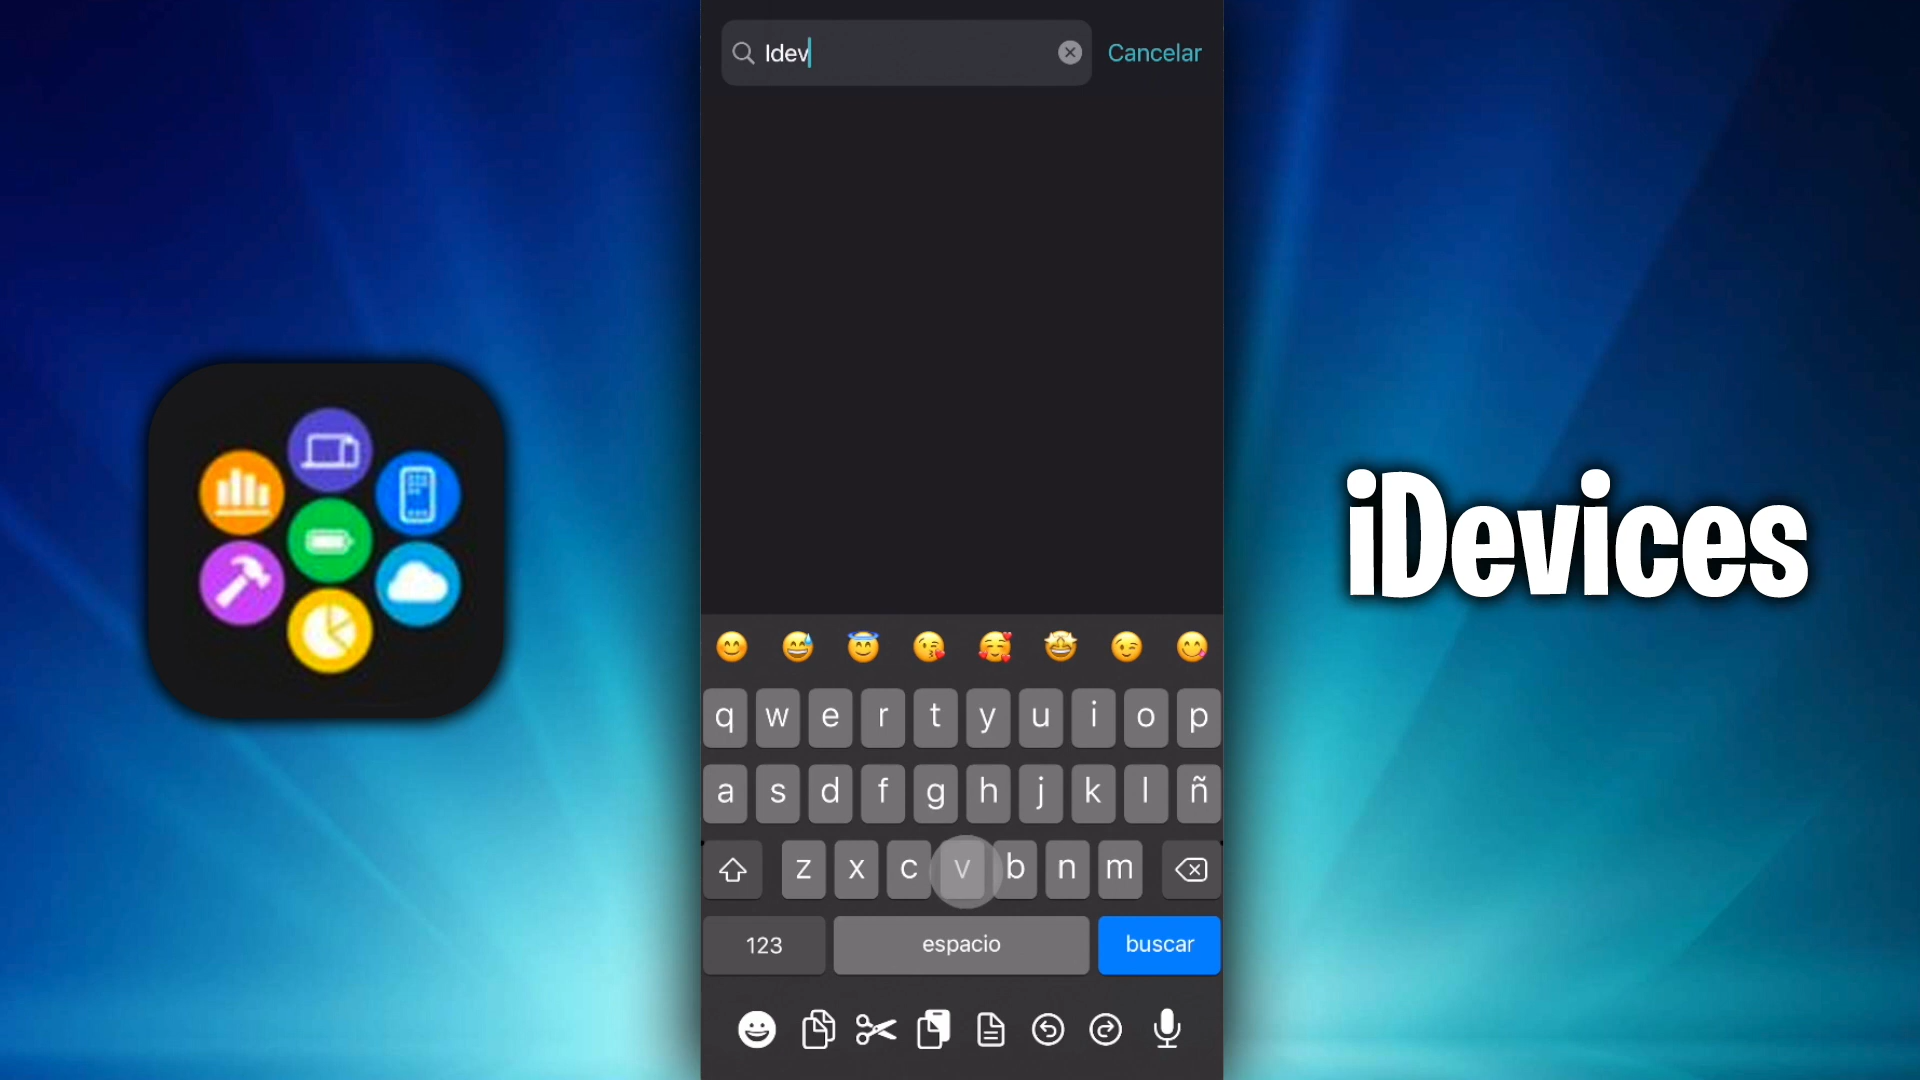 Idev
Cancelar
iDevices
q w e r t y u i o p
a s d f g h j k l ñ
z x c v b n m
123 espacio buscar